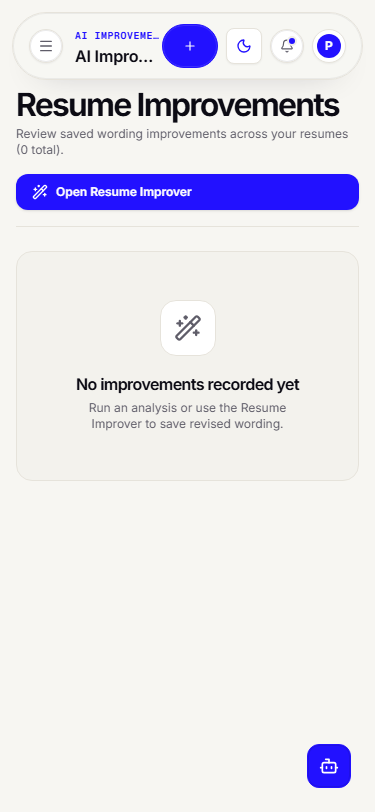 AI IMPROVEME…
AI Impro…
P
Resume Improvements
Review saved wording improvements across your resumes
(0 total).
Open Resume Improver
No improvements recorded yet
Run an analysis or use the Resume
Improver to save revised wording.